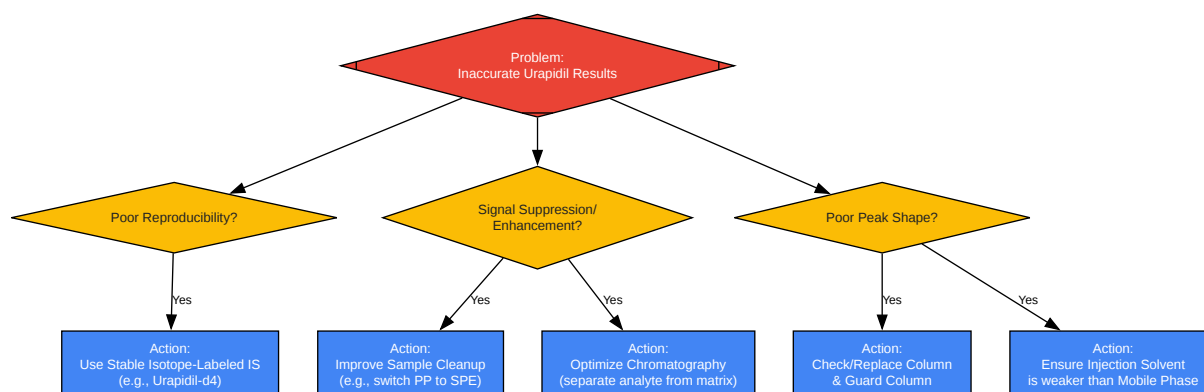 Problem:
Inaccurate Urapidil Results
Poor Reproducibility?
Signal Suppression/
Enhancement?
Poor Peak Shape?
Yes
Yes
Yes
Yes
Yes
Action:
Use Stable Isotope-Labeled IS
(e.g., Urapidil-d4)
Action:
Improve Sample Cleanup
(e.g., switch PP to SPE)
Action:
Optimize Chromatography
(separate analyte from matrix)
Action:
Check/Replace Column
& Guard Column
Action:
Ensure Injection Solvent
is weaker than Mobile Phase